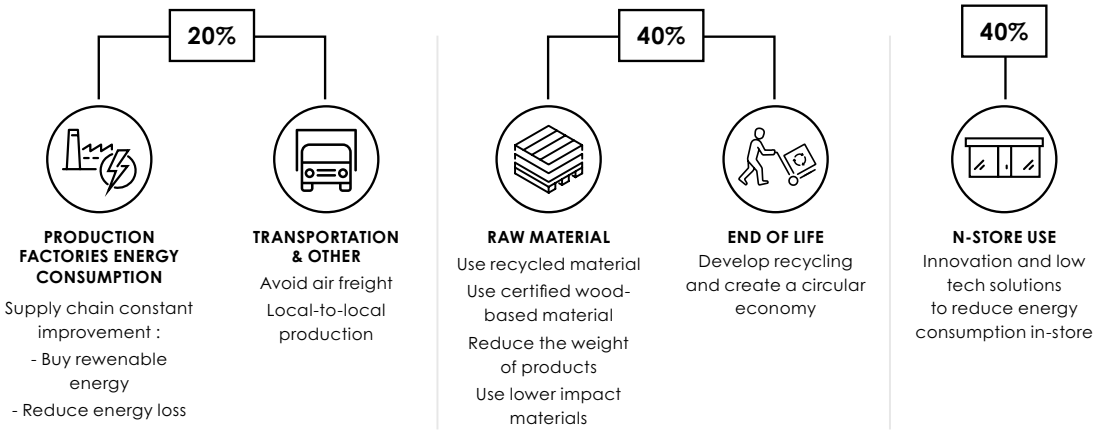 20%
PRODUCTION
FACTORIES ENERGY
CONSUMPTION
Supply chain constant
improvement :
- Buy rewenable
energy
- Reduce energy loss
TRANSPORTATION
& OTHER
Avoid air freight
Local-to-local
production
40%
RAW MATERIAL
Use recycled material
Use certified wood-
based material
Reduce the weight
of products
Use lower impact
materials
END OF LIFE
Develop recycling
and create a circular
economy
40%
N-STORE USE
Innovation and low
tech solutions
to reduce energy
consumption in-store